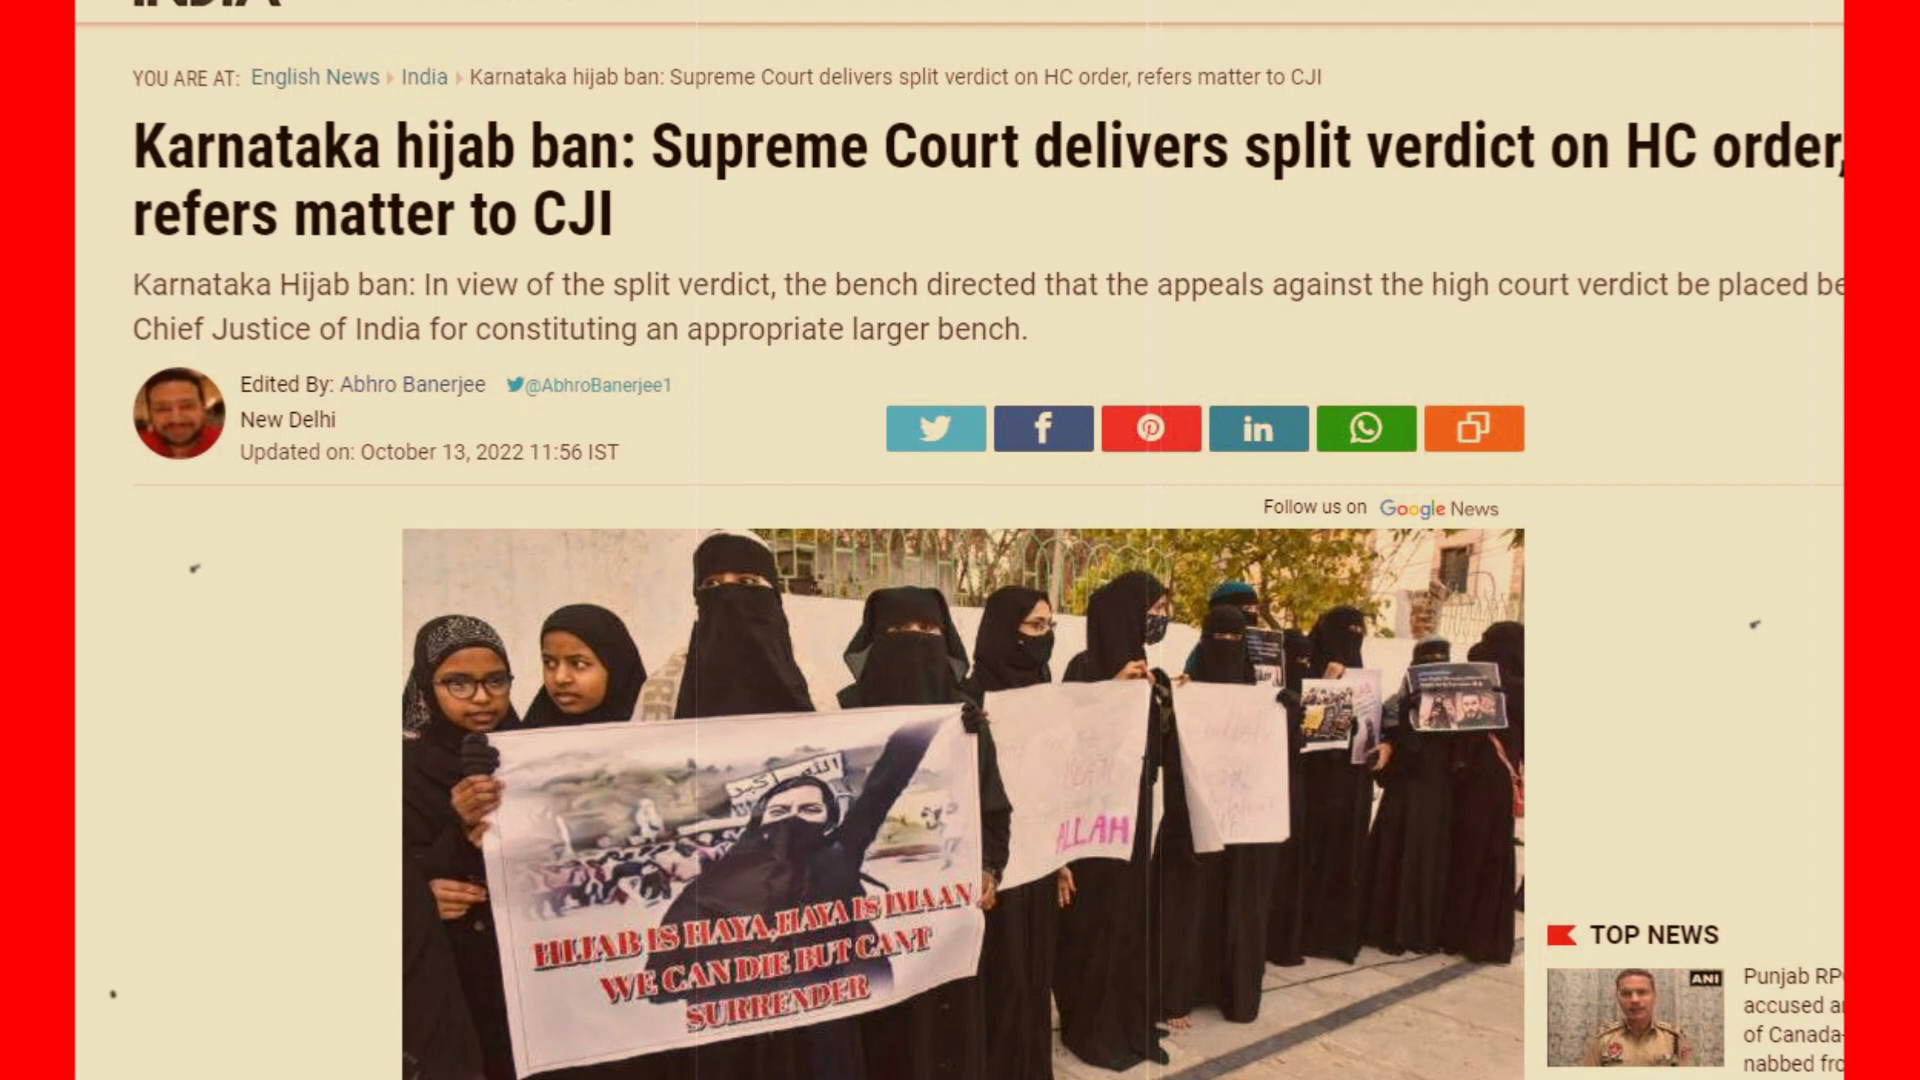 YOU ARE AT: English News India Karnataka hijab ban: Supreme Court delivers split verdict on HC order, refers matter to CJI
Karnataka hijab ban: Supreme Court delivers split verdict on HC order,
refers matter to CJI
Karnataka Hijab ban: In view of the split verdict, the bench directed that the appeals against the high court verdict be placed be
Chief Justice of India for constituting an appropriate larger bench.
Edited By: Abhro Banerjee @AbhroBanerjee1
New Delhi
Updated on: October 13, 2022 11:56 IST
Follow us on Google News
الله أكبر
ALLAH
HIJAB IS HAYA, HAYA IS IMAAN
WE CAN DIE BUT CANT
SURRENDER
TOP NEWS
ANI
Punjab RP
accused a
of Canada-
nabbed fro